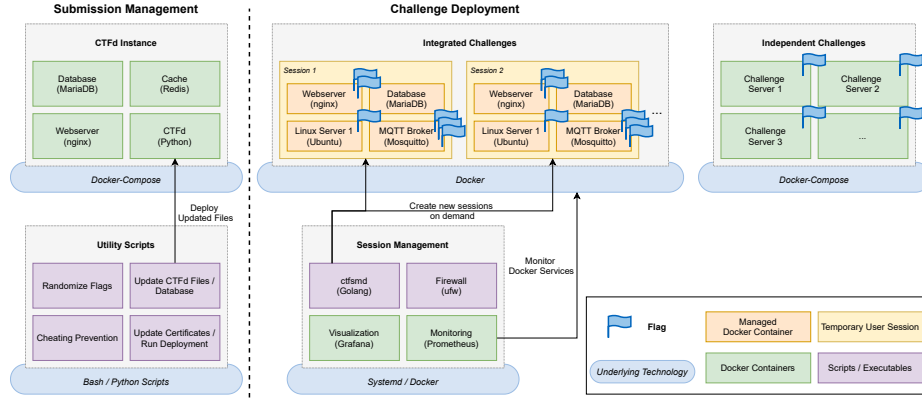 Submission Management
Challenge Deployment
CTFd Instance
Database
(MariaDB)
Cache
(Redis)
Webserver
(nginx)
CTFd
(Python)
Docker-Compose
Deploy
Updated Files
Utility Scripts
Randomize Flags
Update CTFd Files /
Database
Cheating Prevention
Update Certificates /
Run Deployment
Bash / Python Scripts
Integrated Challenges
Session 1
Webserver
(nginx)
Database
(MariaDB)
Linux Server 1
(Ubuntu)
MQTT Broker
(Mosquitto)
Session 2
Webserver
(nginx)
Database
(MariaDB)
Linux Server 1
(Ubuntu)
MQTT Broker
(Mosquitto)
...
Docker
Create new sessions
on demand
Session Management
ctfsmd
(Golang)
Firewall
(ufw)
Visualization
(Grafana)
Monitoring
(Prometheus)
Systemd / Docker
Monitor
Docker Services
Independent Challenges
Challenge
Server 1
Challenge
Server 2
Challenge
Server 3
...
Docker-Compose
Flag
Managed
Docker Container
Temporary User Session
Underlying Technology
Docker Containers
Scripts / Executables